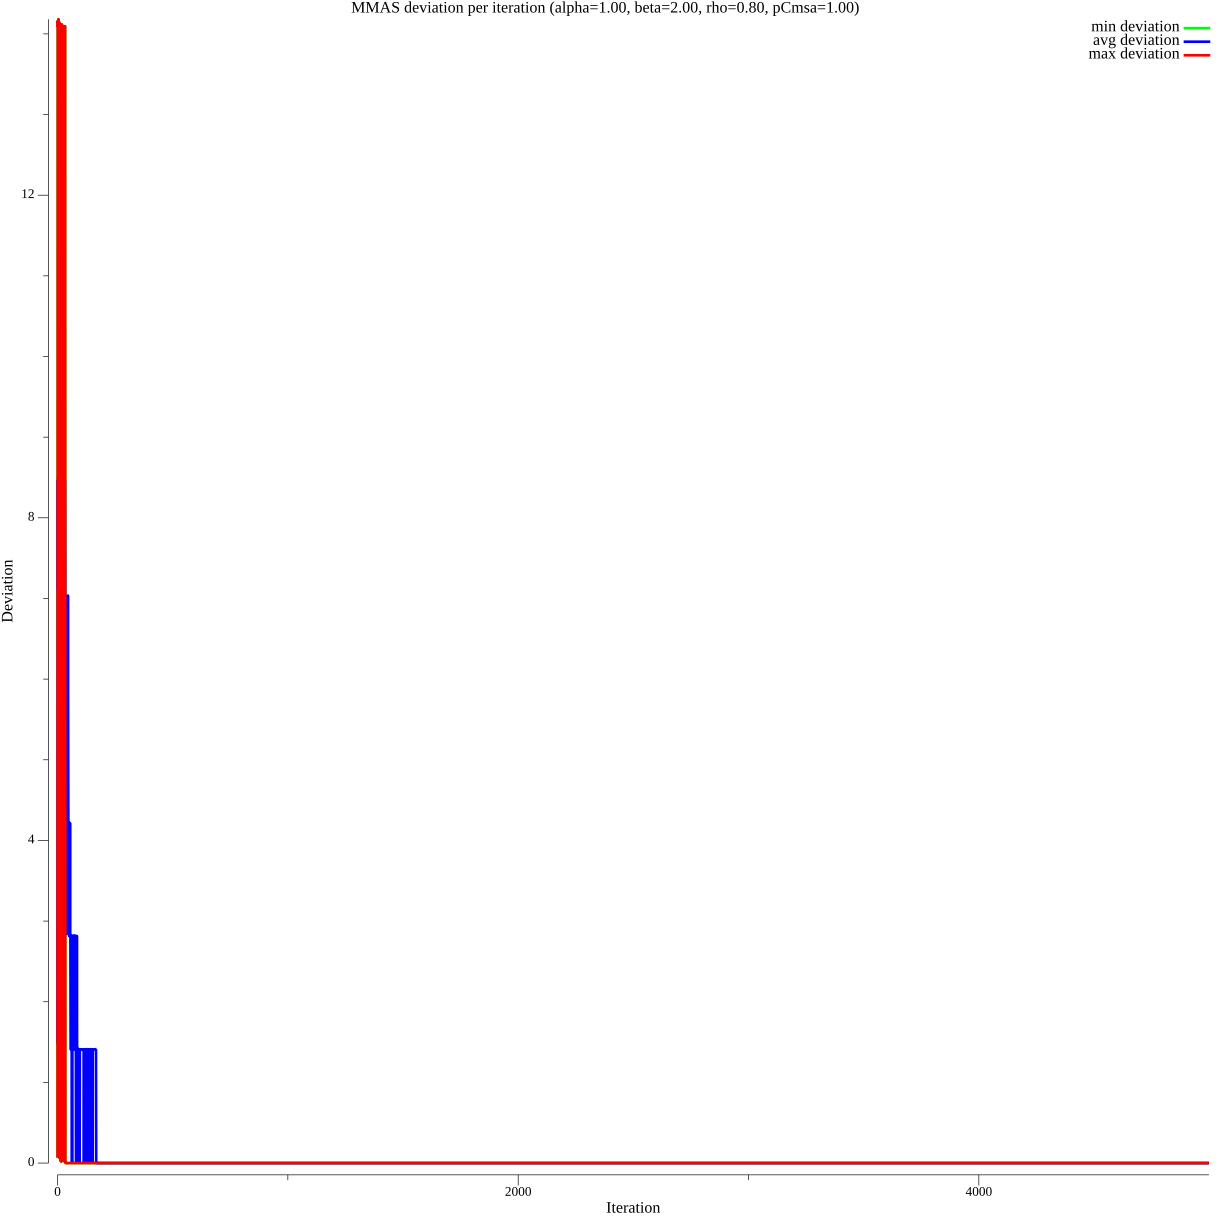 MMAS deviation per iteration (alpha=1.00, beta=2.00, rho=0.80, pCmsa=1.00)
min deviation
avg deviation
max deviation
12
8
Deviation
4
0
0 2000 4000
Iteration